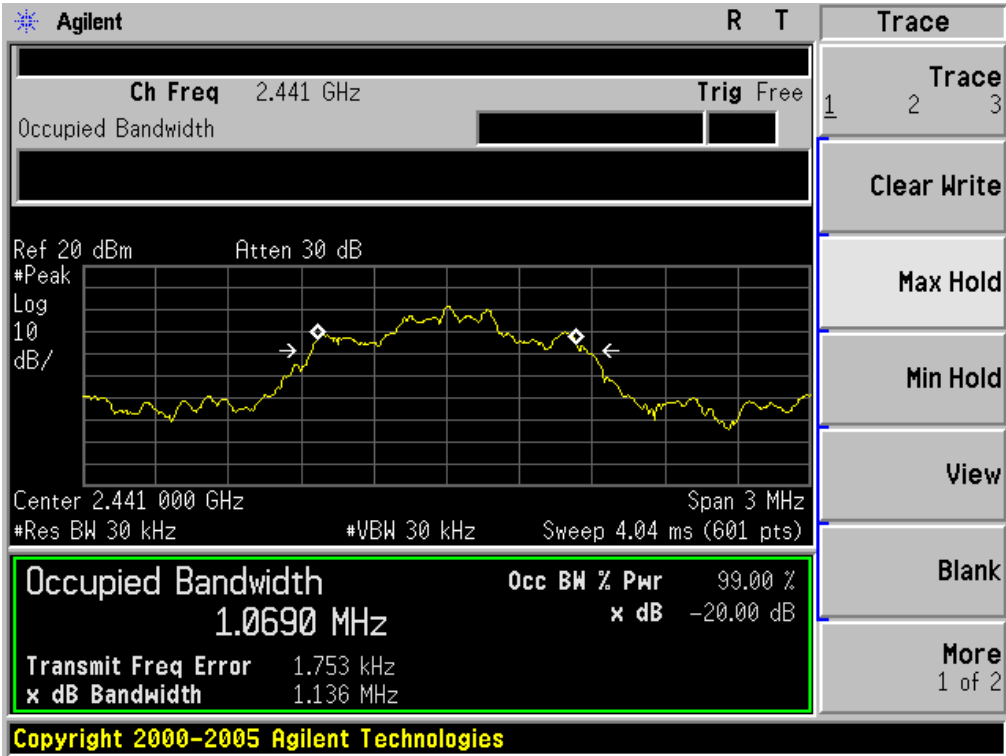 Agilent R T Trace
Ch Freq 2.441 GHz Trig Free
Occupied Bandwidth
Ref 20 dBm Atten 30 dB
#Peak
Log
10
dB/
Center 2.441 000 GHz Span 3 MHz
#Res BW 30 kHz #VBW 30 kHz Sweep 4.04 ms (601 pts)
Occupied Bandwidth Occ BW % Pwr 99.00 %
1.0690 MHz x dB -20.00 dB
Transmit Freq Error 1.753 kHz
x dB Bandwidth 1.136 MHz
Copyright 2000-2005 Agilent Technologies
Trace
1 2 3
Clear Write
Max Hold
Min Hold
View
Blank
More
1 of 2